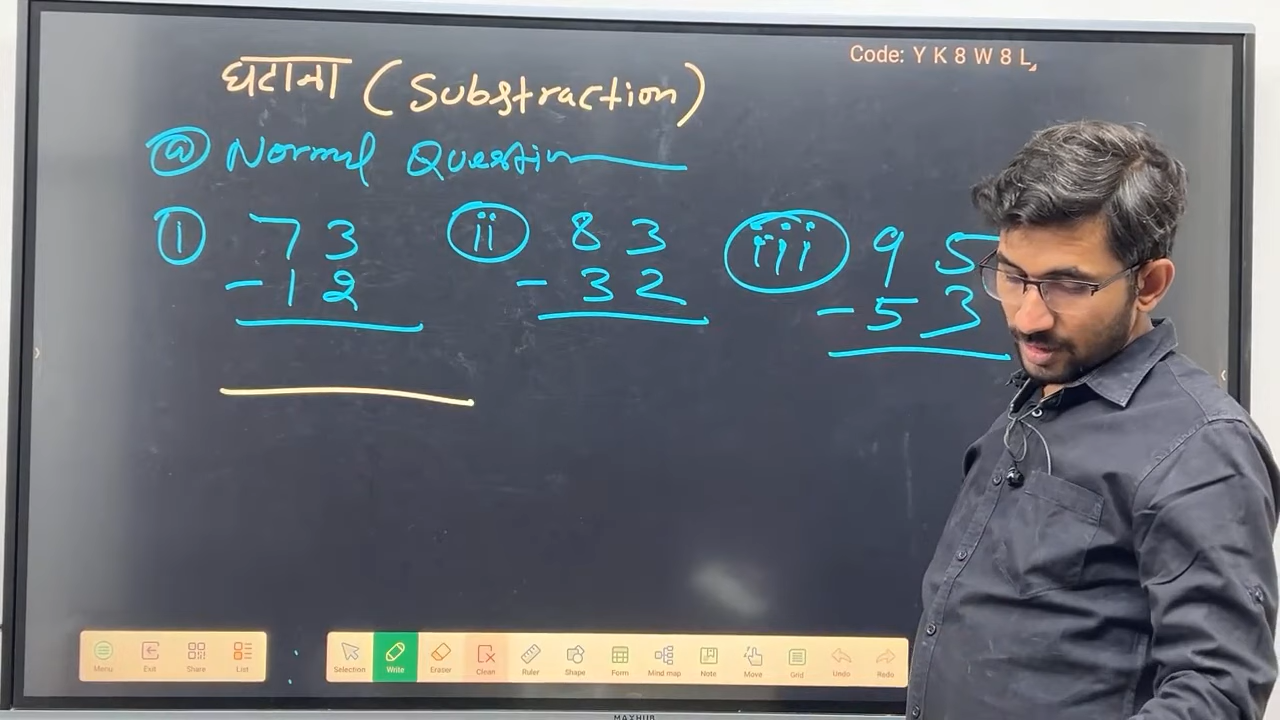 Code: Y K 8 W 8 L
घटाना (Substraction)
a Normal Question
i 73 ii 83 iii 95
-12 -32 -53
Menu Exit Share List Selection Write Eraser Clean Ruler Shape Form Mind map Note Move Grid Undo Redo
MAXHUB